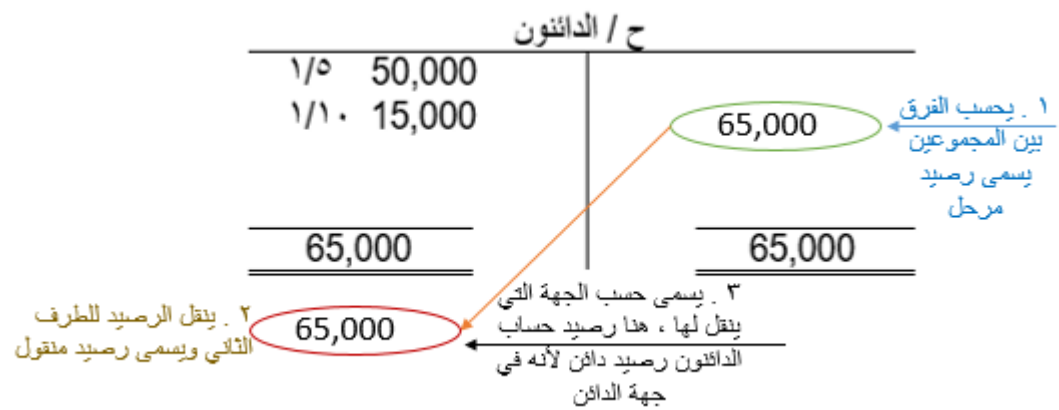 ح / الدائنون
١/٥ 50,000
١/١٠ 15,000
65,000
١ . يحسب الفرق
بين المجموعين
يسمى رصيد
مرحل
65,000
65,000
٣ . يسمى حسب الجهة التي
ينقل لها ، هنا رصيد حساب
الدائنون رصيد دائن لأنه في
جهة الدائن
65,000
٢ . ينقل الرصيد للطرف
الثاني ويسمى رصيد منقول